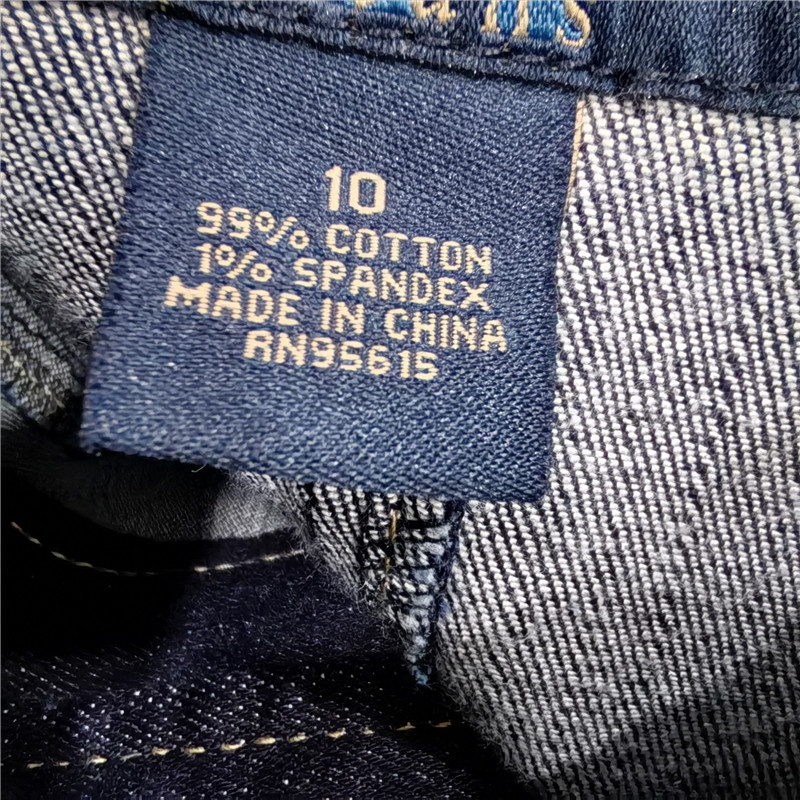 10
99% COTTON
1% SPANDEX
MADE IN CHINA
RN95615